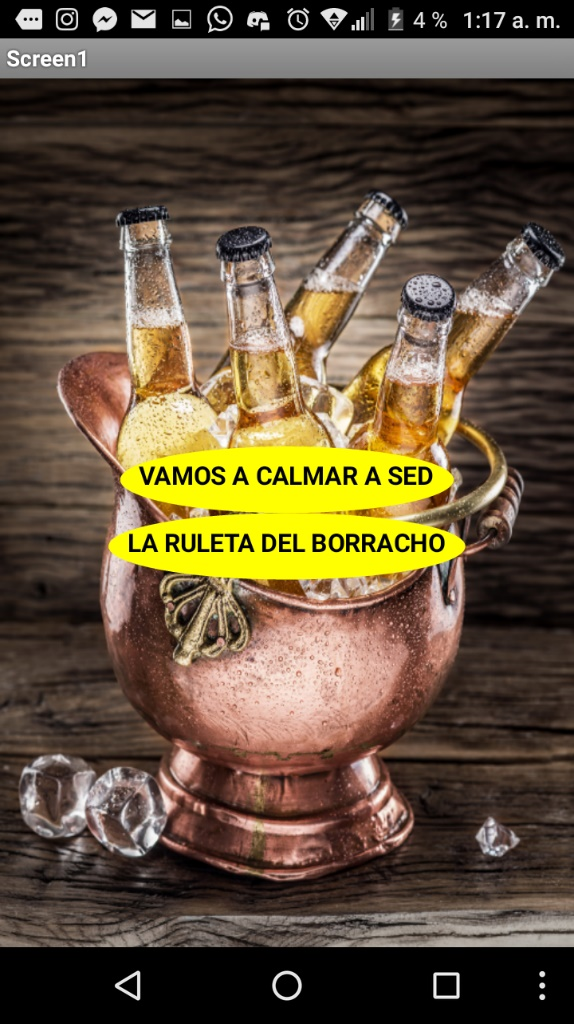 4 % 1:17 a. m.
Screen1
VAMOS A CALMAR A SED
LA RULETA DEL BORRACHO